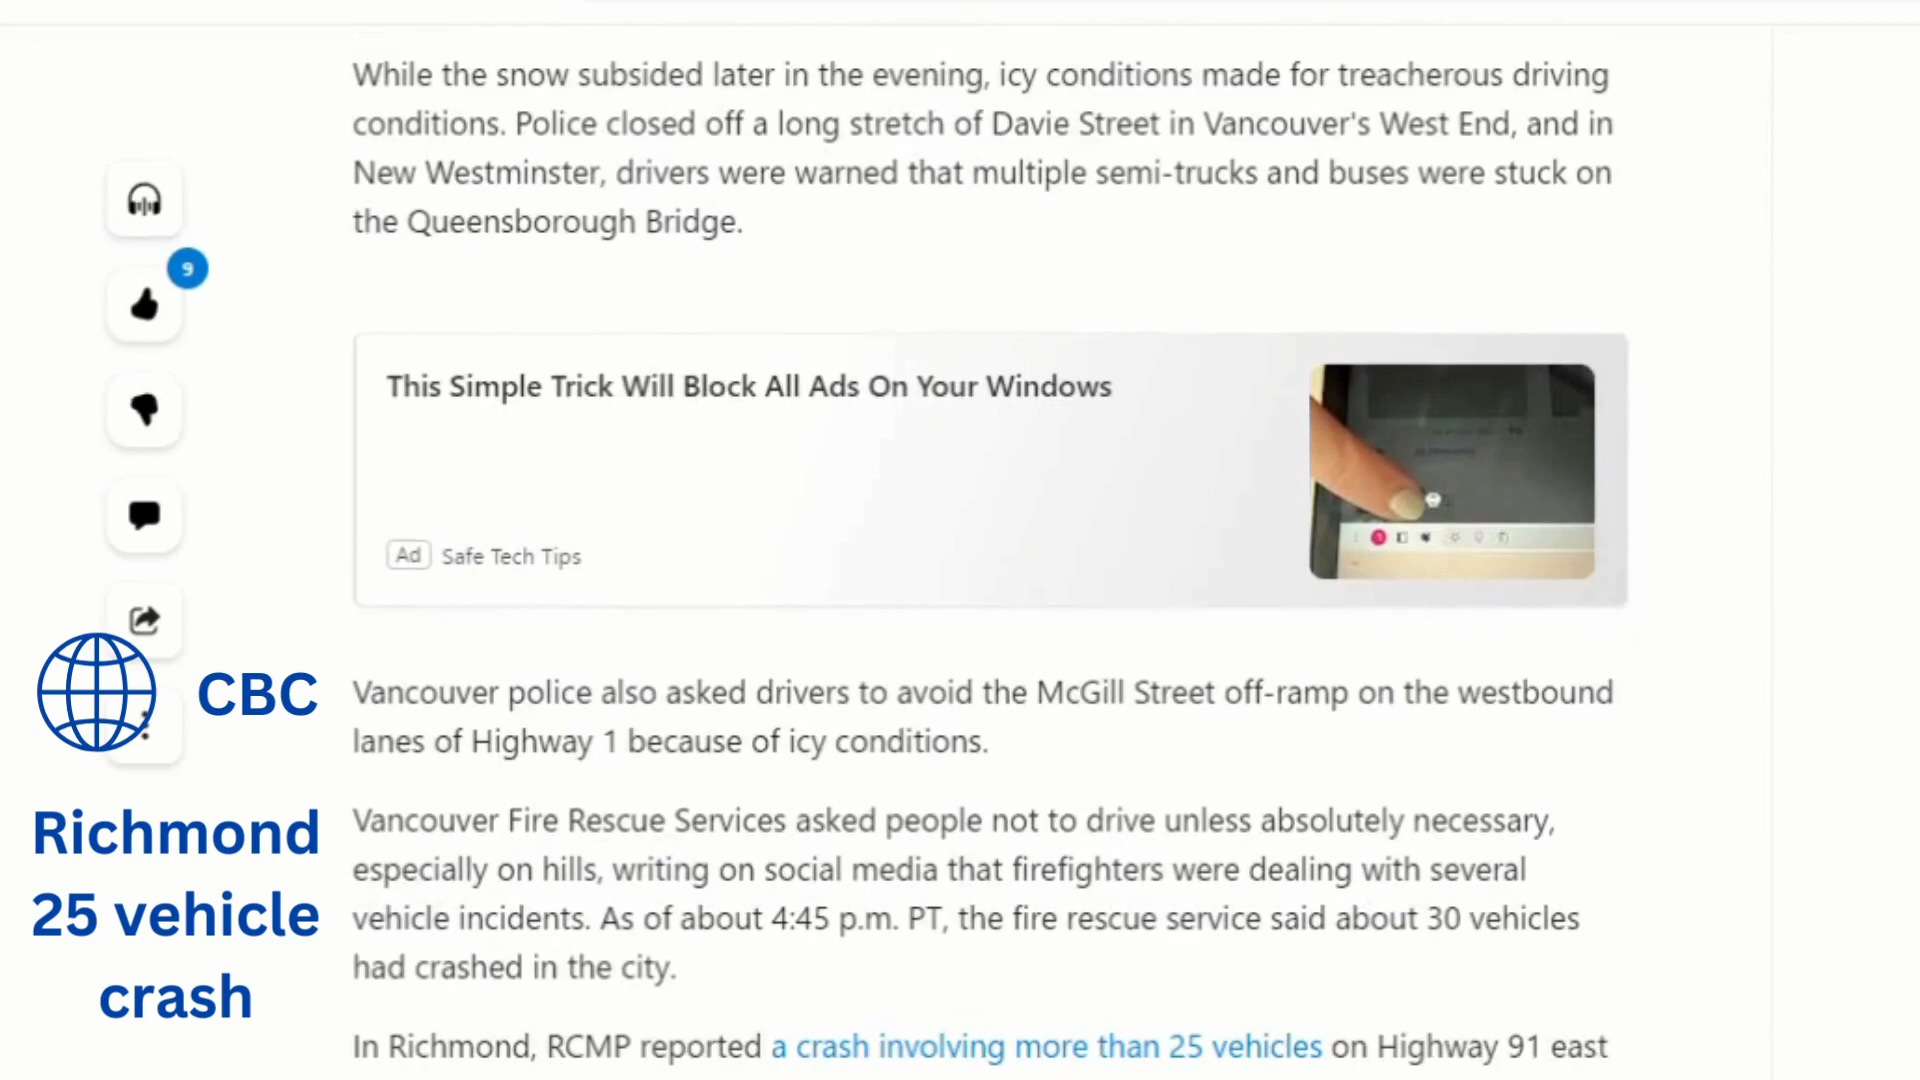 While the snow subsided later in the evening, icy conditions made for treacherous driving
conditions. Police closed off a long stretch of Davie Street in Vancouver's West End, and in
New Westminster, drivers were warned that multiple semi-trucks and buses were stuck on
the Queensborough Bridge.
9
This Simple Trick Will Block All Ads On Your Windows
Ad Safe Tech Tips
CBC
Richmond
25 vehicle
crash
Vancouver police also asked drivers to avoid the McGill Street off-ramp on the westbound
lanes of Highway 1 because of icy conditions.
Vancouver Fire Rescue Services asked people not to drive unless absolutely necessary,
especially on hills, writing on social media that firefighters were dealing with several
vehicle incidents. As of about 4:45 p.m. PT, the fire rescue service said about 30 vehicles
had crashed in the city.
In Richmond, RCMP reported a crash involving more than 25 vehicles on Highway 91 east